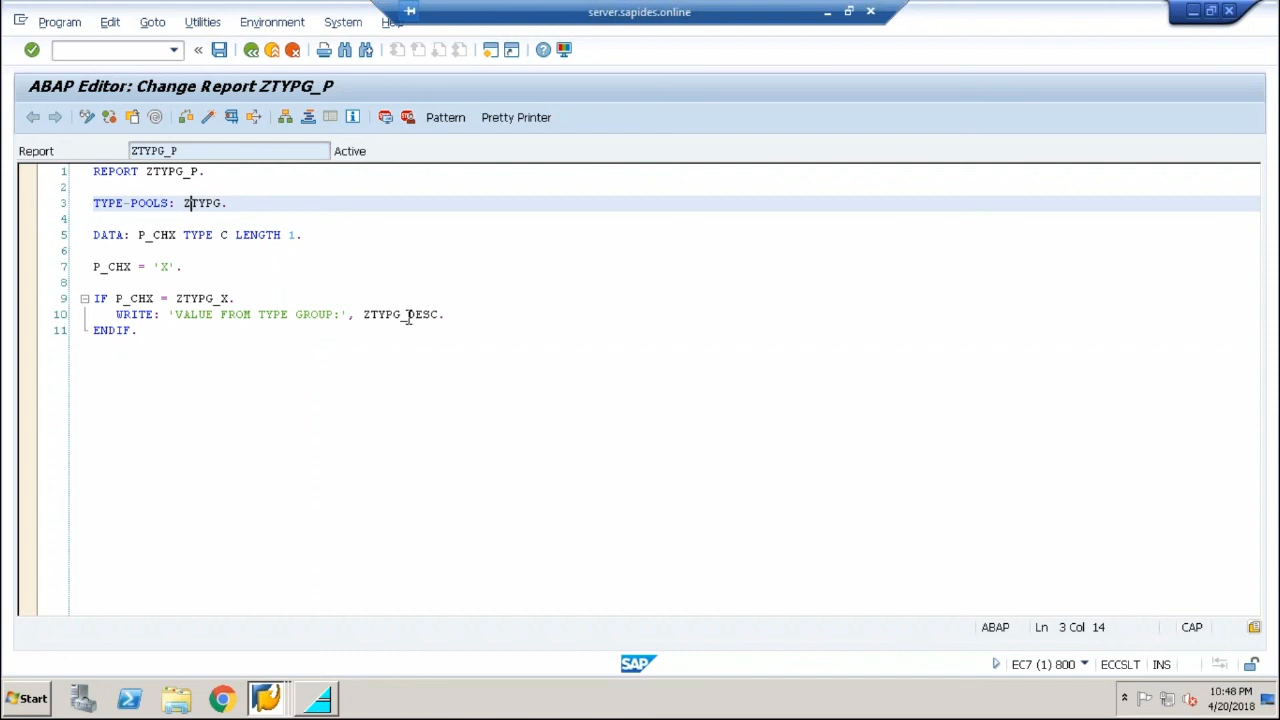 server.sapides.online
Program Edit Goto Utilities Environment System Help
ABAP Editor: Change Report ZTYPG_P
Pattern Pretty Printer
Report ZTYPG_P Active
1 REPORT ZTYPG_P.
2
3 TYPE-POOLS: ZTYPG.
4
5 DATA: P_CHX TYPE C LENGTH 1.
6
7 P_CHX = 'X'.
8
9 IF P_CHX = ZTYPG_X.
10 WRITE: 'VALUE FROM TYPE GROUP:', ZTYPG_DESC.
11 ENDIF.
ABAP Ln 3 Col 14 CAP
SAP
EC7 (1) 800 ECCSLT INS
Start
10:48 PM
4/20/2018